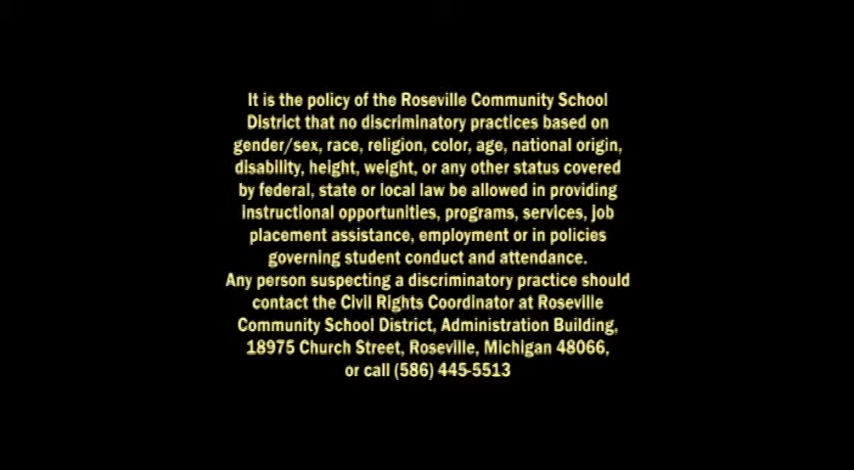 It is the policy of the Roseville Community School
District that no discriminatory practices based on
gender/sex, race, religion, color, age, national origin,
disability, height, weight, or any other status covered
by federal, state or local law be allowed in providing
instructional opportunities, programs, services, job
placement assistance, employment or in policies
governing student conduct and attendance.
Any person suspecting a discriminatory practice should
contact the Civil Rights Coordinator at Roseville
Community School District, Administration Building,
18975 Church Street, Roseville, Michigan 48066,
or call (586) 445-5513